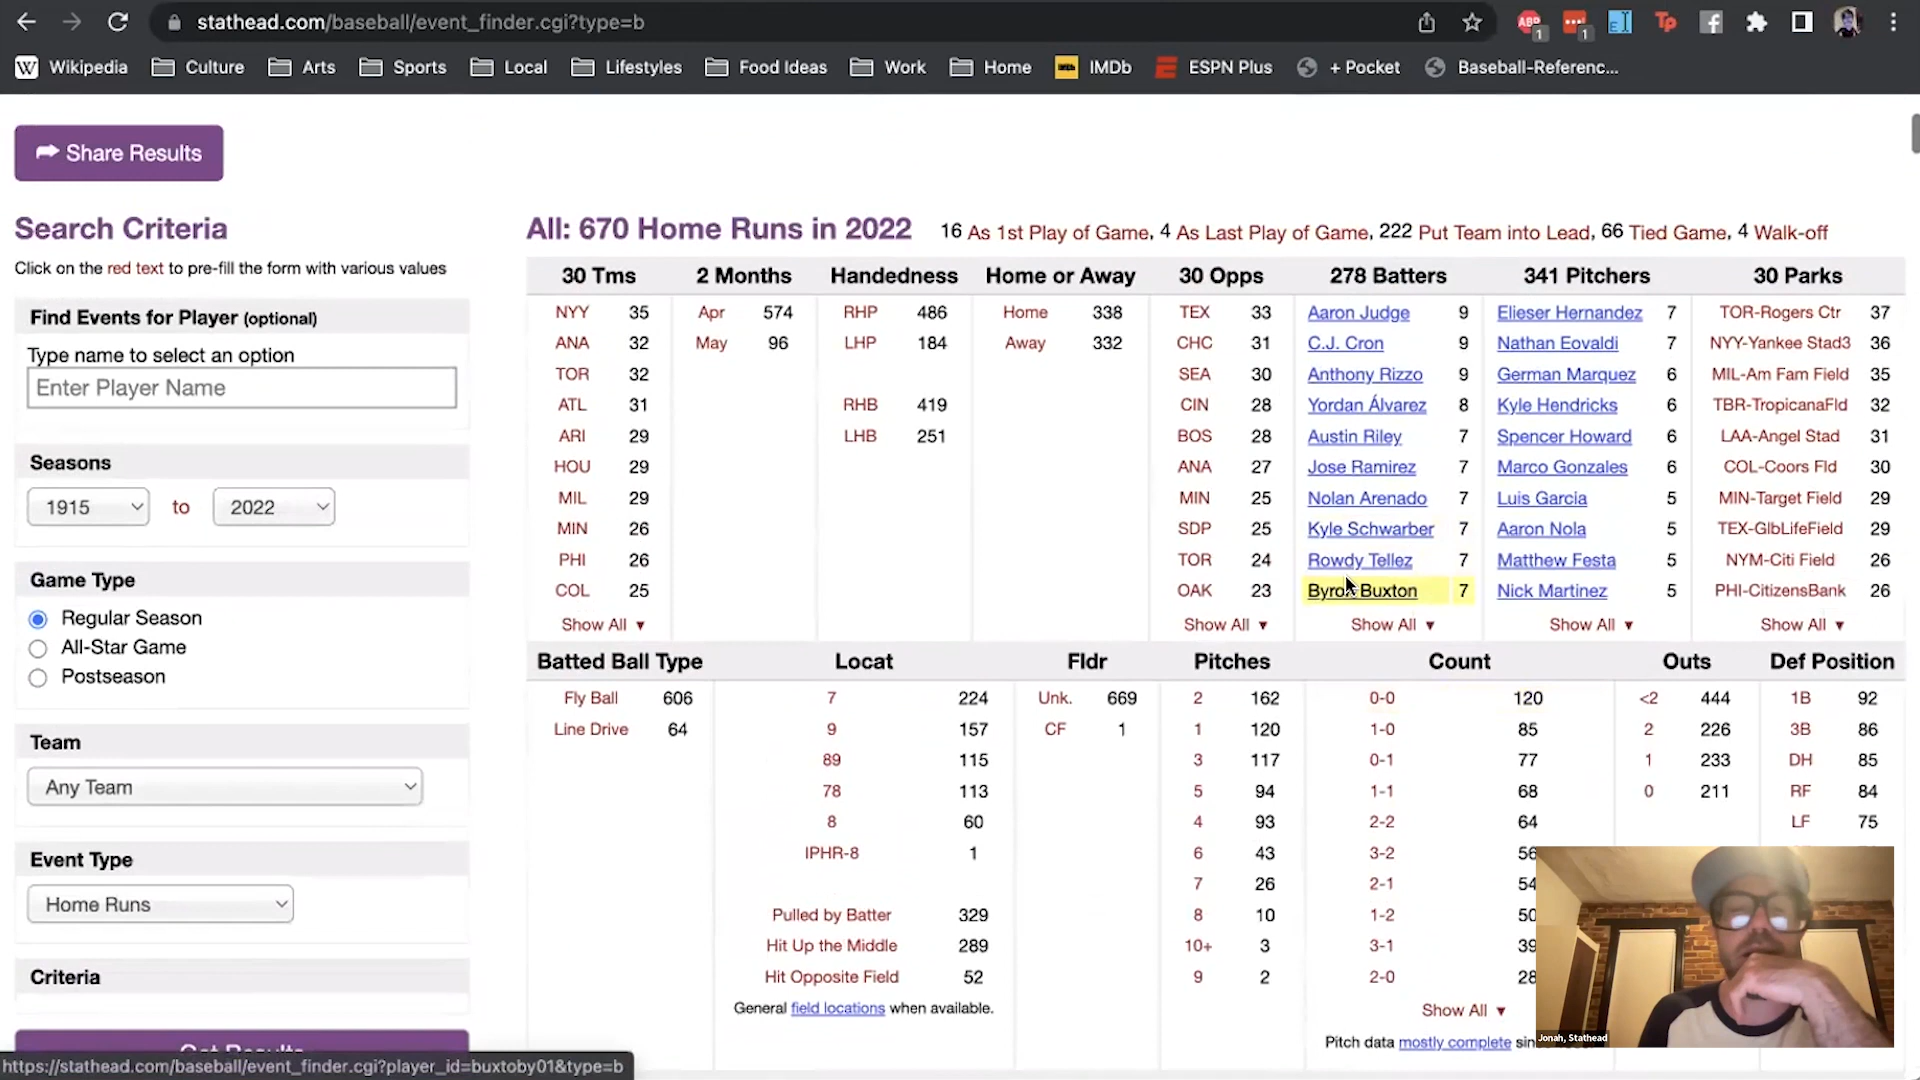 stathead.com/baseball/event_finder.cgi?type=b
Wikipedia Culture Arts Sports Local Lifestyles Food Ideas Work Home IMDb ESPN Plus + Pocket Baseball-Referenc...
Share Results
Search Criteria
Click on the red text to pre-fill the form with various values
Find Events for Player (optional)
Type name to select an option
Enter Player Name
Seasons
1915 to 2022
Game Type
Regular Season
All-Star Game
Postseason
Team
Any Team
Event Type
Home Runs
Criteria
All: 670 Home Runs in 2022 16 As 1st Play of Game, 4 As Last Play of Game, 222 Put Team into Lead, 66 Tied Game, 4 Walk-off
30 Tms 2 Months Handedness Home or Away 30 Opps 278 Batters 341 Pitchers 30 Parks
NYY 35 Apr 574 RHP 486 Home 338 TEX 33 Aaron Judge 9 Elieser Hernandez 7 TOR-Rogers Ctr 37
ANA 32 May 96 LHP 184 Away 332 CHC 31 C.J. Cron 9 Nathan Eovaldi 7 NYY-Yankee Stad3 36
TOR 32 SEA 30 Anthony Rizzo 9 German Marquez 6 MIL-Am Fam Field 35
ATL 31 RHB 419 CIN 28 Yordan Álvarez 8 Kyle Hendricks 6 TBR-TropicanaFld 32
ARI 29 LHB 251 BOS 28 Austin Riley 7 Spencer Howard 6 LAA-Angel Stad 31
HOU 29 ANA 27 Jose Ramirez 7 Marco Gonzales 6 COL-Coors Fld 30
MIL 29 MIN 25 Nolan Arenado 7 Luis Garcia 5 MIN-Target Field 29
MIN 26 SDP 25 Kyle Schwarber 7 Aaron Nola 5 TEX-GlbLifeField 29
PHI 26 TOR 24 Rowdy Tellez 7 Matthew Festa 5 NYM-Citi Field 26
COL 25 OAK 23 Byron Buxton 7 Nick Martinez 5 PHI-CitizensBank 26
Show All ▼ Show All ▼ Show All ▼ Show All ▼ Show All ▼
Batted Ball Type Locat Fldr Pitches Count Outs Def Position
Fly Ball 606 7 224 Unk. 669 2 162 0-0 120 <2 444 1B 92
Line Drive 64 9 157 CF 1 1 120 1-0 85 2 226 3B 86
89 115 3 117 0-1 77 1 233 DH 85
78 113 5 94 1-1 68 0 211 RF 84
8 60 4 93 2-2 64 LF 75
IPHR-8 1 6 43 3-2 56
7 26 2-1 54
Pulled by Batter 329 8 10 1-2 50
Hit Up the Middle 289 10+ 3 3-1 39
Hit Opposite Field 52 9 2 2-0 28
General field locations when available. Show All ▼
Pitch data mostly complete
Jonah, Stathead
https://stathead.com/baseball/event_finder.cgi?player_id=buxtoby01&type=b